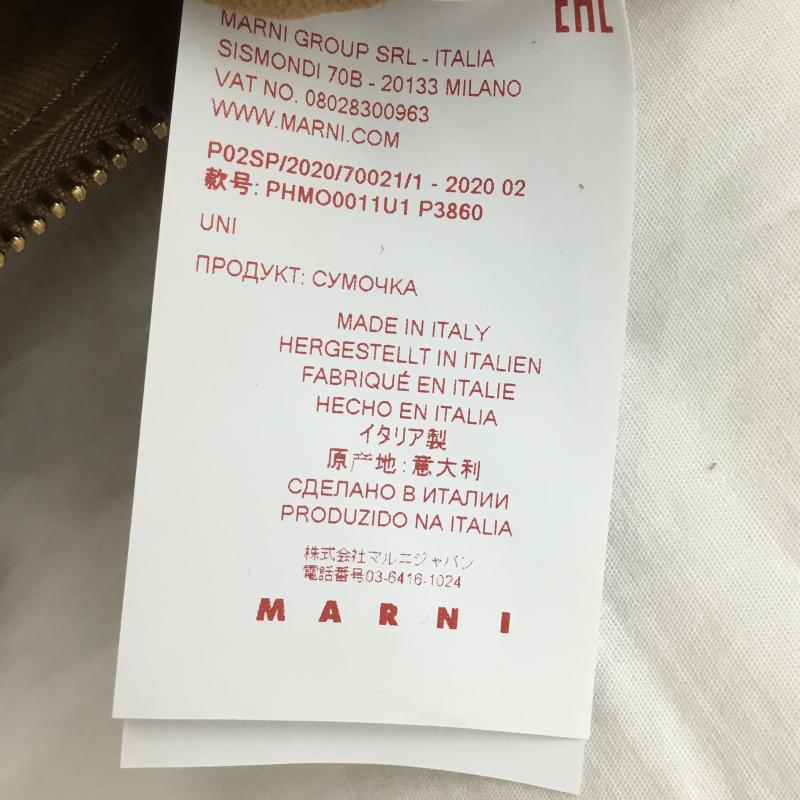 EAC
MARNI GROUP SRL - ITALIA
SISMONDI 70B - 20133 MILANO
VAT NO. 08028300963
WWW.MARNI.COM
P02SP/2020/70021/1 - 2020 02
款号: PHMO0011U1 P3860
UNI
ПРОДУКТ: СУМОЧКА
MADE IN ITALY
HERGESTELLT IN ITALIEN
FABRIQUÉ EN ITALIE
HECHO EN ITALIA
イタリア製
原产地: 意大利
СДЕЛАНО В ИТАЛИИ
PRODUZIDO NA ITALIA
株式会社マルニジャパン
電話番号03-6416-1024
MARNI